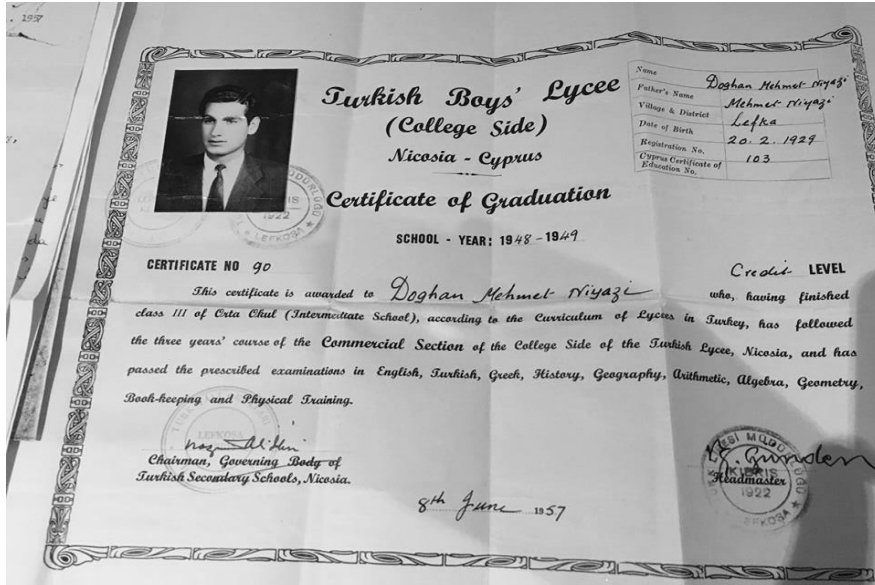 1957
Turkish Boys' Lycee
(College Side)
Nicosia - Cyprus
Certificate of Graduation
SCHOOL - YEAR: 1948 - 1949
Name Doghan Mehmet Niyazi
Father's Name Mehmet Niyazi
Village & District Lefka
Date of Birth 20. 2. 1929
Registration No. 103
Cyprus Certificate of
Education No.
CERTIFICATE NO 90
Credit LEVEL
This certificate is awarded to Doghan Mehmet Niyazi who, having finished
class III of Orta Okul (Intermedtate School), according to the Curriculum of Lycees in Turkey, has followed
the three years' course of the Commercial Section of the College Side of the Turkish Lycee, Nicosia, and has
passed the prescribed examinations in English, Turkish, Greek, History, Geography, Arithmetic, Algebra, Geometry,
Book-keeping and Physical Training.
Chairman, Governing Body of
Turkish Secondary Schools, Nicosia.
Headmaster
KIBRIS
1922
LEFKOŞA
8th June 1957